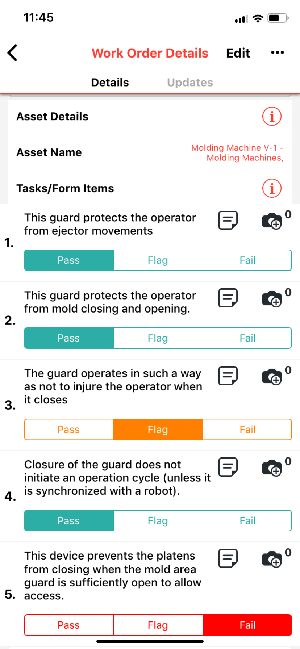 11:45
Work Order Details
Edit
Details
Updates
Asset Details
Asset Name
Molding Machine V-1 -
Molding Machines,
Tasks/Form Items
1.
This guard protects the operator
from ejector movements
0
Pass
Flag
Fail
2.
This guard protects the operator
from mold closing and opening.
0
Pass
Flag
Fail
3.
The guard operates in such a way
as not to injure the operator when
it closes
0
Pass
Flag
Fail
4.
Closure of the guard does not
initiate an operation cycle (unless it
is synchronized with a robot).
0
Pass
Flag
Fail
5.
This device prevents the platens
from closing when the mold area
guard is sufficiently open to allow
access.
0
Pass
Flag
Fail